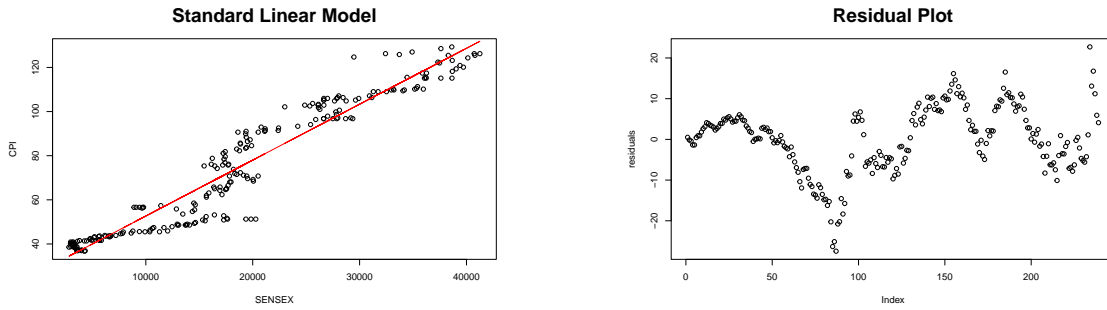 Standard Linear Model
CPI
120
100
80
60
40
10000 20000 30000 40000
SENSEX
Residual Plot
residuals
20
10
0
-10
-20
0 50 100 150 200
Index